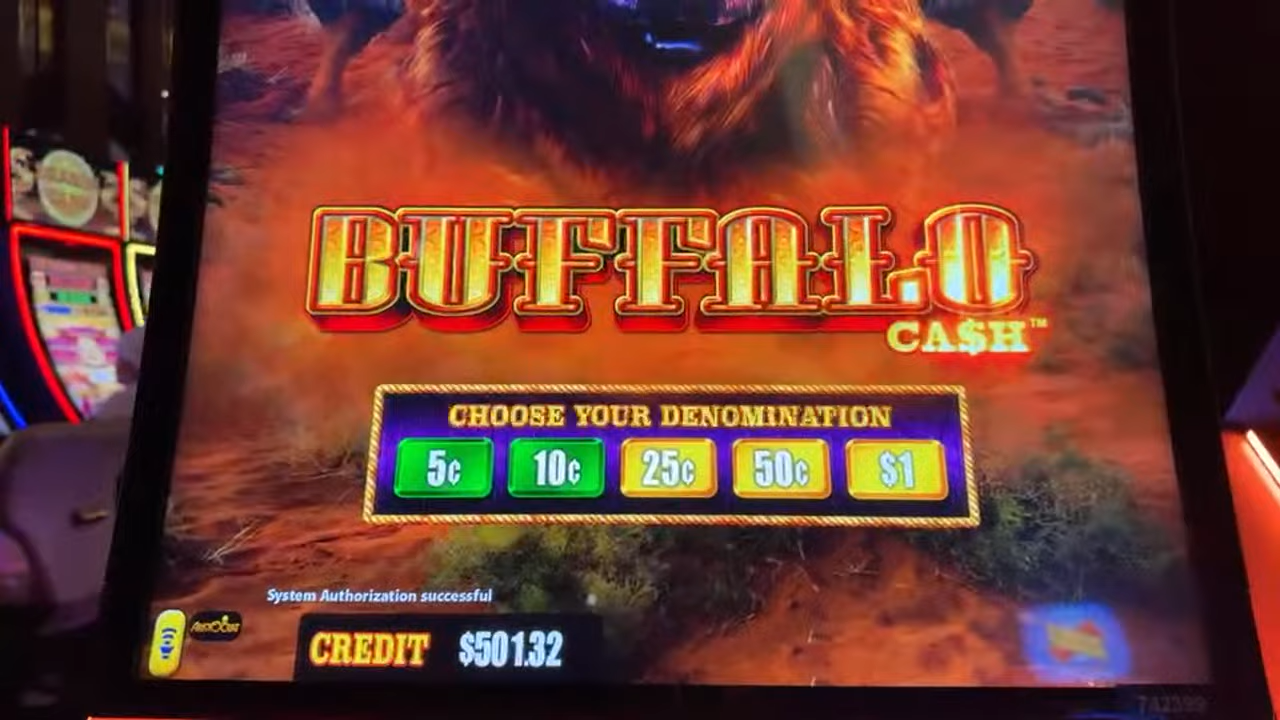 BUFFALO
CA$H™
CHOOSE YOUR DENOMINATION
5¢ 10¢ 25¢ 50¢ $1
System Authorization successful
CREDIT $501.32